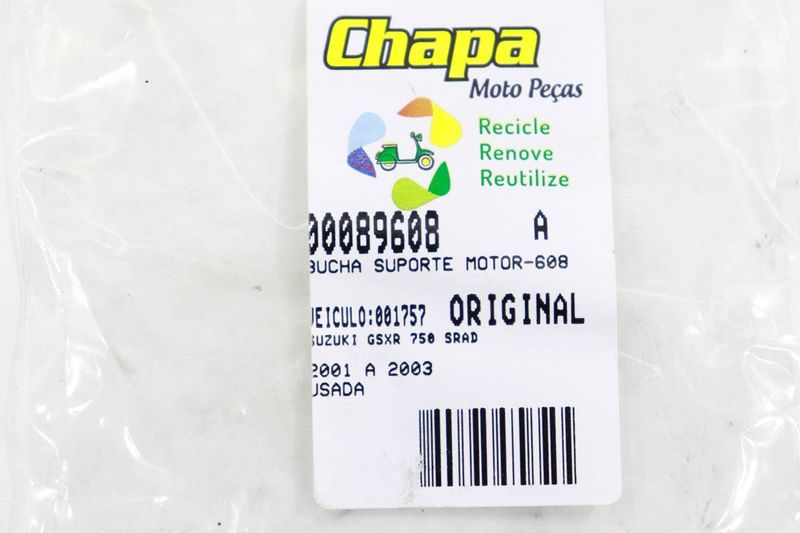 Chapa
Moto Peças
Recicle
Renove
Reutilize
00089608 A
BUCHA SUPORTE MOTOR-608
VEICULO:001757 ORIGINAL
SUZUKI GSXR 750 SRAD
2001 A 2003
USADA